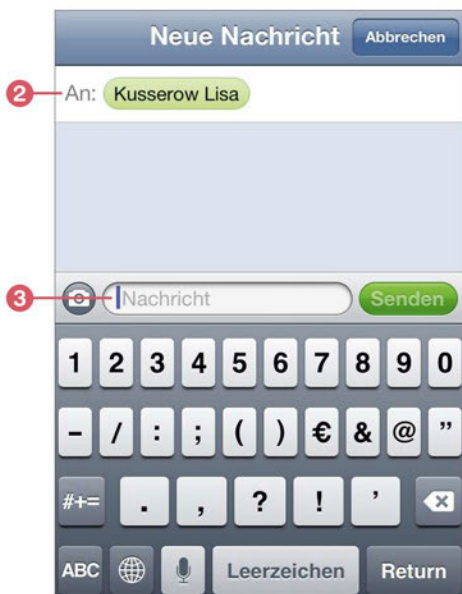 Neue Nachricht Abbrechen
2 An: Kusserow Lisa
3 Nachricht Senden
1 2 3 4 5 6 7 8 9 0
- / : ; ( ) € & @ ”
#+= . , ? ! ’
ABC Leerzeichen Return